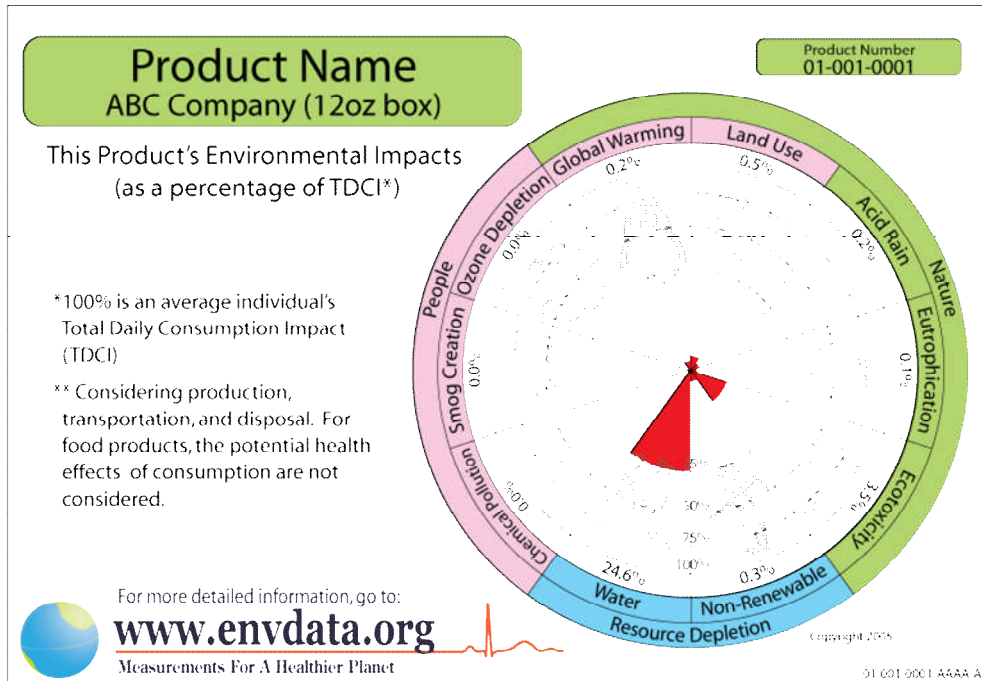 Product Name
ABC Company (12oz box)
Product Number
01-001-0001
This Product's Environmental Impacts
(as a percentage of TDCI*)
*100% is an average individual's
Total Daily Consumption Impact
(TDCI)
** Considering production,
transportation, and disposal. For
food products, the potential health
effects of consumption are not
considered.
Global Warming
0.2%
Land Use
0.5%
Acid Rain
0.2%
Nature
Eutrophication
0.1%
Ecotoxicity
3.5%
Non-Renewable
0.3%
Water
24.6%
Resource Depletion
Chemical Pollution
0.0%
Smog Creation
0.0%
Ozone Depletion
0.0%
People
50%
75%
100%
For more detailed information, go to:
www.envdata.org
Measurements For A Healthier Planet
Copyright 2005
01-001-0001-AAAA-A